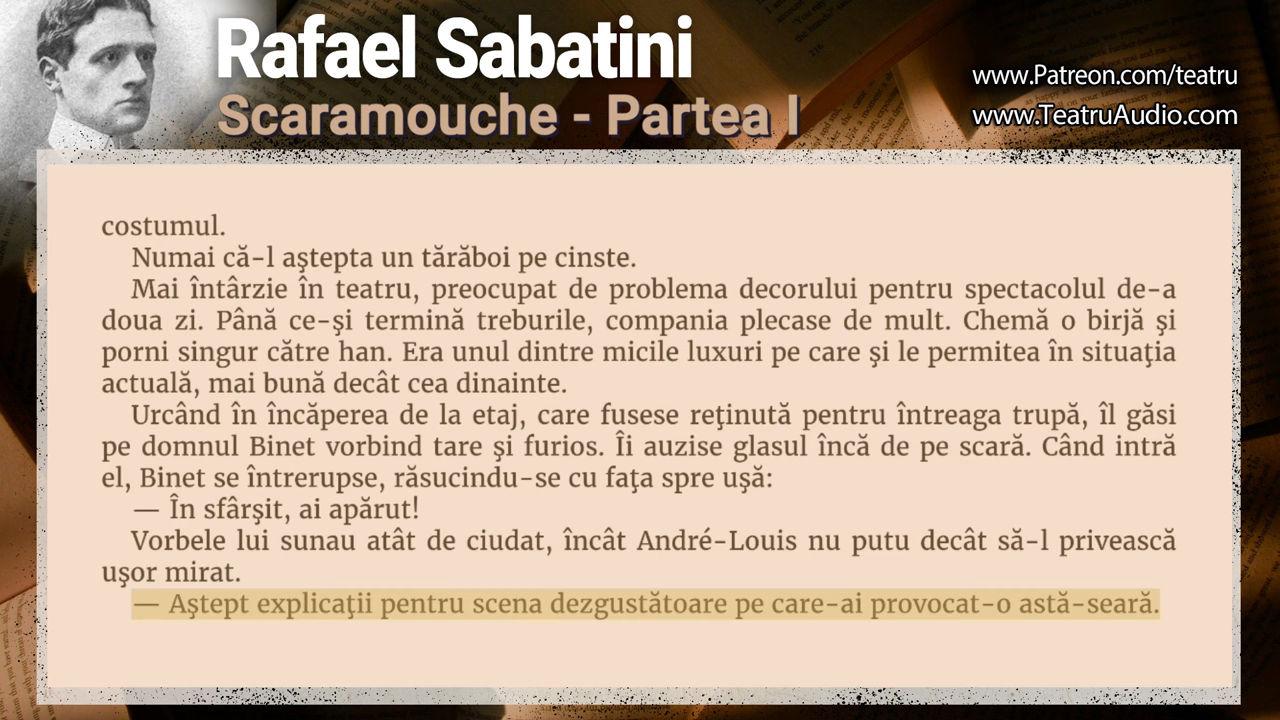 Rafael Sabatini
Scaramouche - Partea I
www.Patreon.com/teatru
www.TeatruAudio.com
costumul.
Numai că-l aştepta un tărăboi pe cinste.
Mai întârzie în teatru, preocupat de problema decorului pentru spectacolul de-a
doua zi. Până ce-şi termină treburile, compania plecase de mult. Chemă o birjă şi
porni singur către han. Era unul dintre micile luxuri pe care şi le permitea în situaţia
actuală, mai bună decât cea dinainte.
Urcând în încăperea de la etaj, care fusese reţinută pentru întreaga trupă, îl găsi
pe domnul Binet vorbind tare şi furios. Îi auzise glasul încă de pe scară. Când intră
el, Binet se întrerupse, răsucindu-se cu faţa spre uşă:
— În sfârşit, ai apărut!
Vorbele lui sunau atât de ciudat, încât André-Louis nu putu decât să-l privească
uşor mirat.
— Aştept explicaţii pentru scena dezgustătoare pe care-ai provocat-o astă-seară.